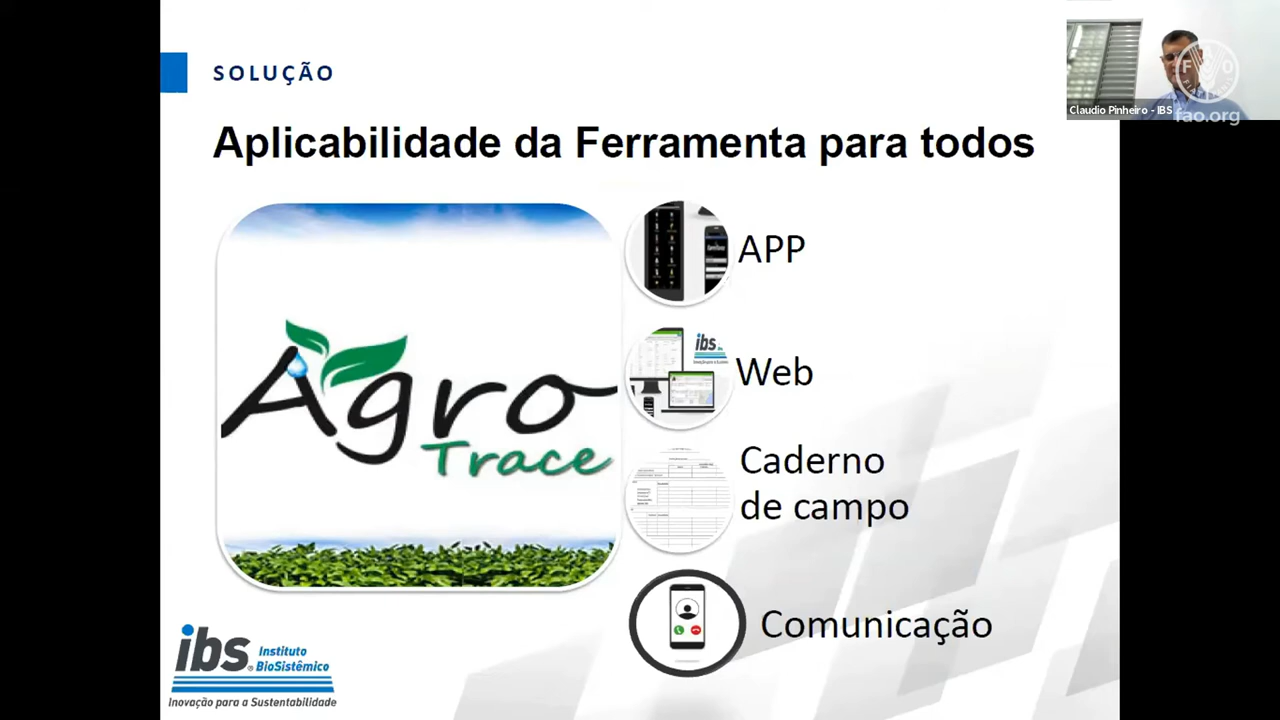 SOLUÇÃO
Aplicabilidade da Ferramenta para todos
Agro
Trace
APP
Web
ibs
Caderno
de campo
Comunicação
ibs
Instituto
BioSistêmico
Inovação para a Sustentabilidade
Claudio Pinheiro - IBS
F O
fao.org